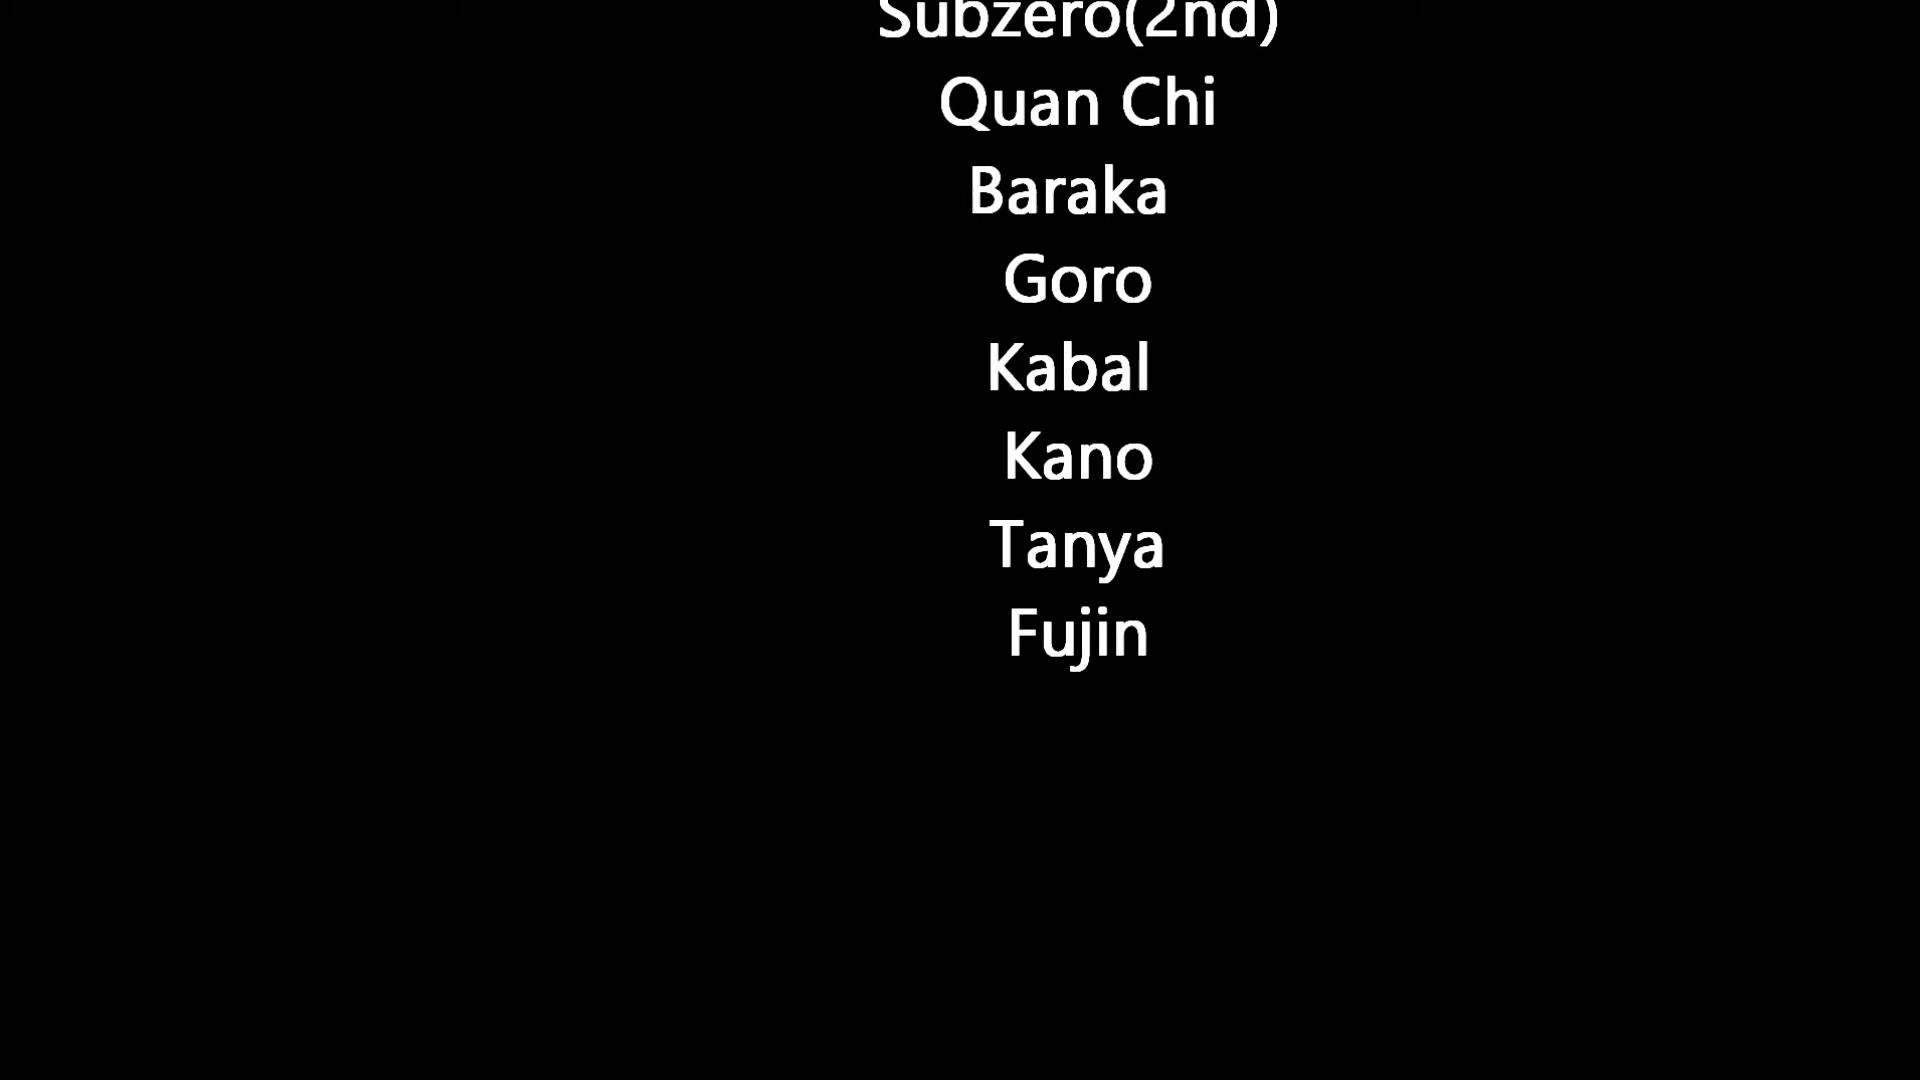 Subzero(2nd)
Quan Chi
Baraka
Goro
Kabal
Kano
Tanya
Fujin